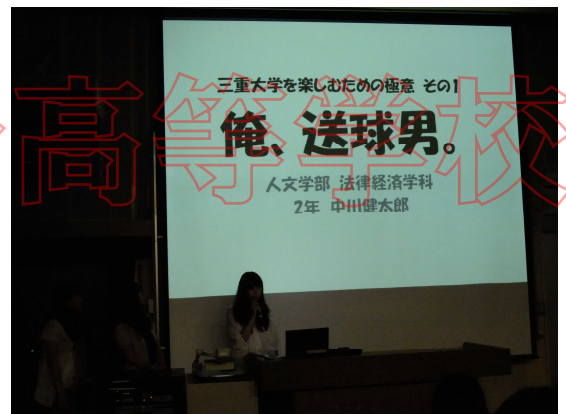 三重大学を楽しむための極意 その1
俺、送球男。
人文学部 法律経済学科
2年 中川健太郎
高等学校